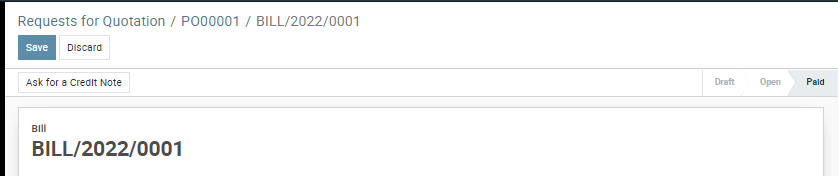 Requests for Quotation / PO00001 / BILL/2022/0001
Save Discard
Ask for a Credit Note Draft Open Paid
Bill
BILL/2022/0001